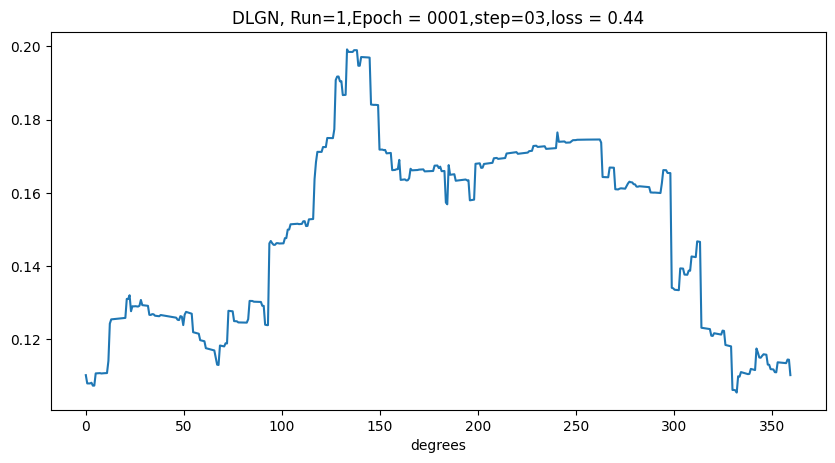 DLGN, Run=1,Epoch = 0001,step=03,loss = 0.44
0.20
0.18
0.16
0.14
0.12
0 50 100 150 200 250 300 350
degrees